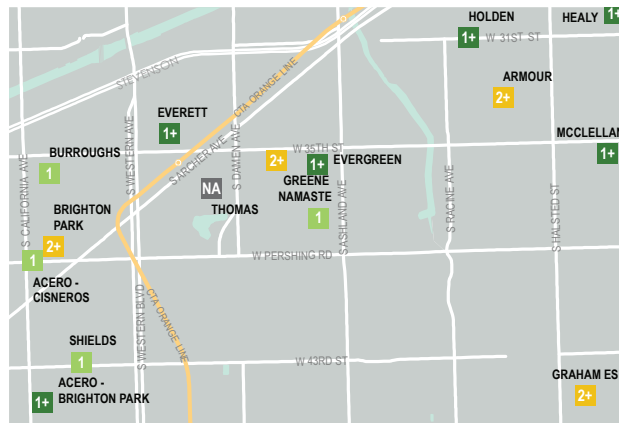 HOLDEN
HEALY
1+
1+
W 31ST ST
STEVENSON
ARMOUR
2+
CTA ORANGE LINE
EVERETT
1+
S WESTERN AVE
S ARCHER AVE
S DAMEN AVE
W 35TH ST
MCCLELLAN
1+
BURROUGHS
1
2+
1+
EVERGREEN
GREENE
NAMASTE
1
NA
THOMAS
S CALIFORNIA AVE
S ASHLAND AVE
S RACINE AVE
S HALSTED ST
BRIGHTON
PARK
2+
1
W PERSHING RD
ACERO -
CISNEROS
S WESTERN BLVD
CTA ORANGE LINE
SHIELDS
1
W 43RD ST
ACERO -
BRIGHTON PARK
1+
GRAHAM ES
2+